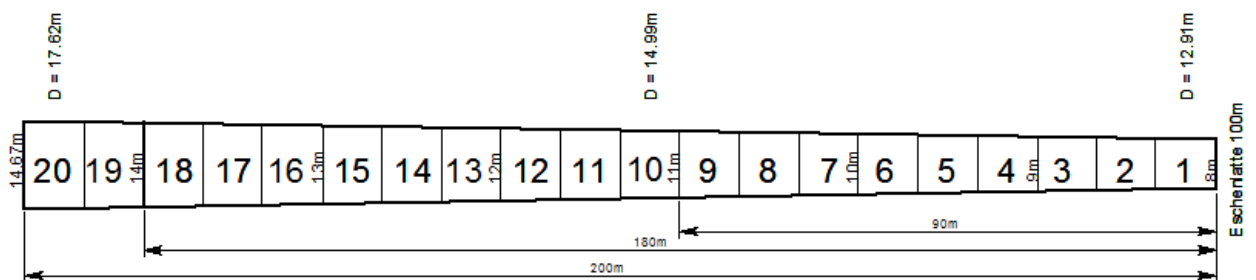 D = 17.62m
D = 14.99m
D = 12.91m
14.67m
20
19
14m
18
17
16
13m
15
14
13
12m
12
11
10
11m
9
8
7
10m
6
5
4
9m
3
2
1
8m
Eschenlatte 100m
90m
180m
200m